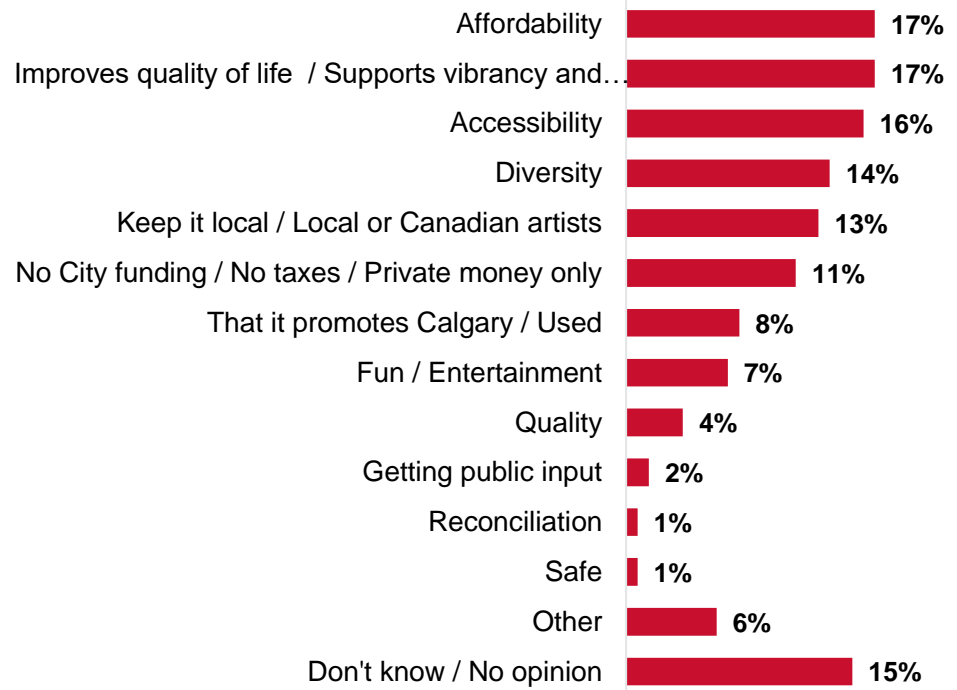 Affordability 17%
Improves quality of life / Supports vibrancy and… 17%
Accessibility 16%
Diversity 14%
Keep it local / Local or Canadian artists 13%
No City funding / No taxes / Private money only 11%
That it promotes Calgary / Used 8%
Fun / Entertainment 7%
Quality 4%
Getting public input 2%
Reconciliation 1%
Safe 1%
Other 6%
Don't know / No opinion 15%